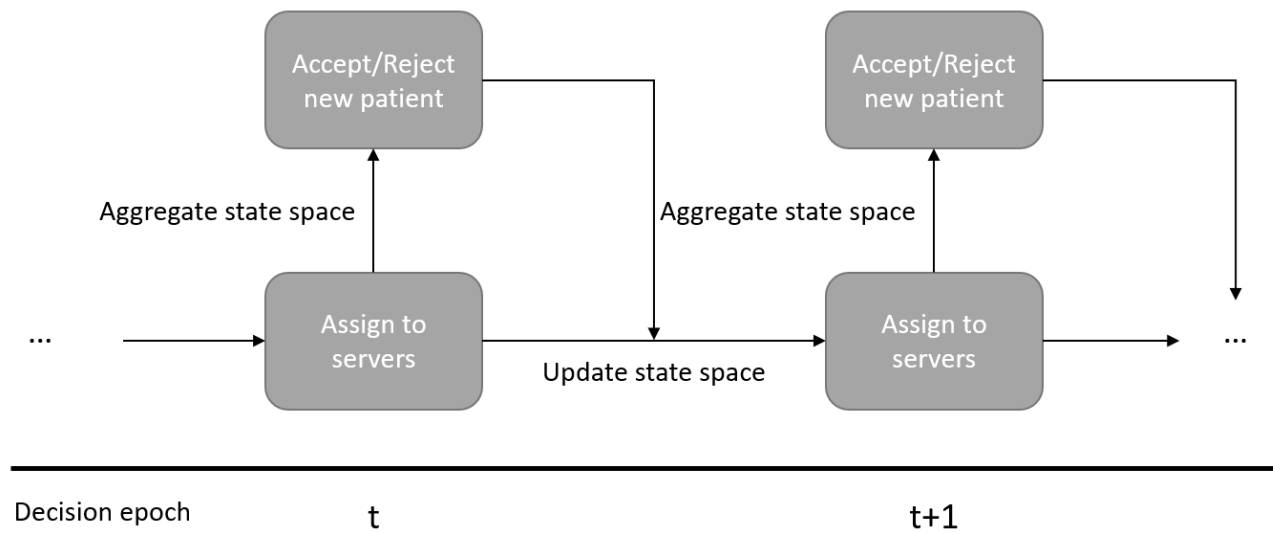 Accept/Reject
new patient
Accept/Reject
new patient
Aggregate state space
Aggregate state space
...
Assign to
servers
Assign to
servers
...
Update state space
Decision epoch
t
t+1